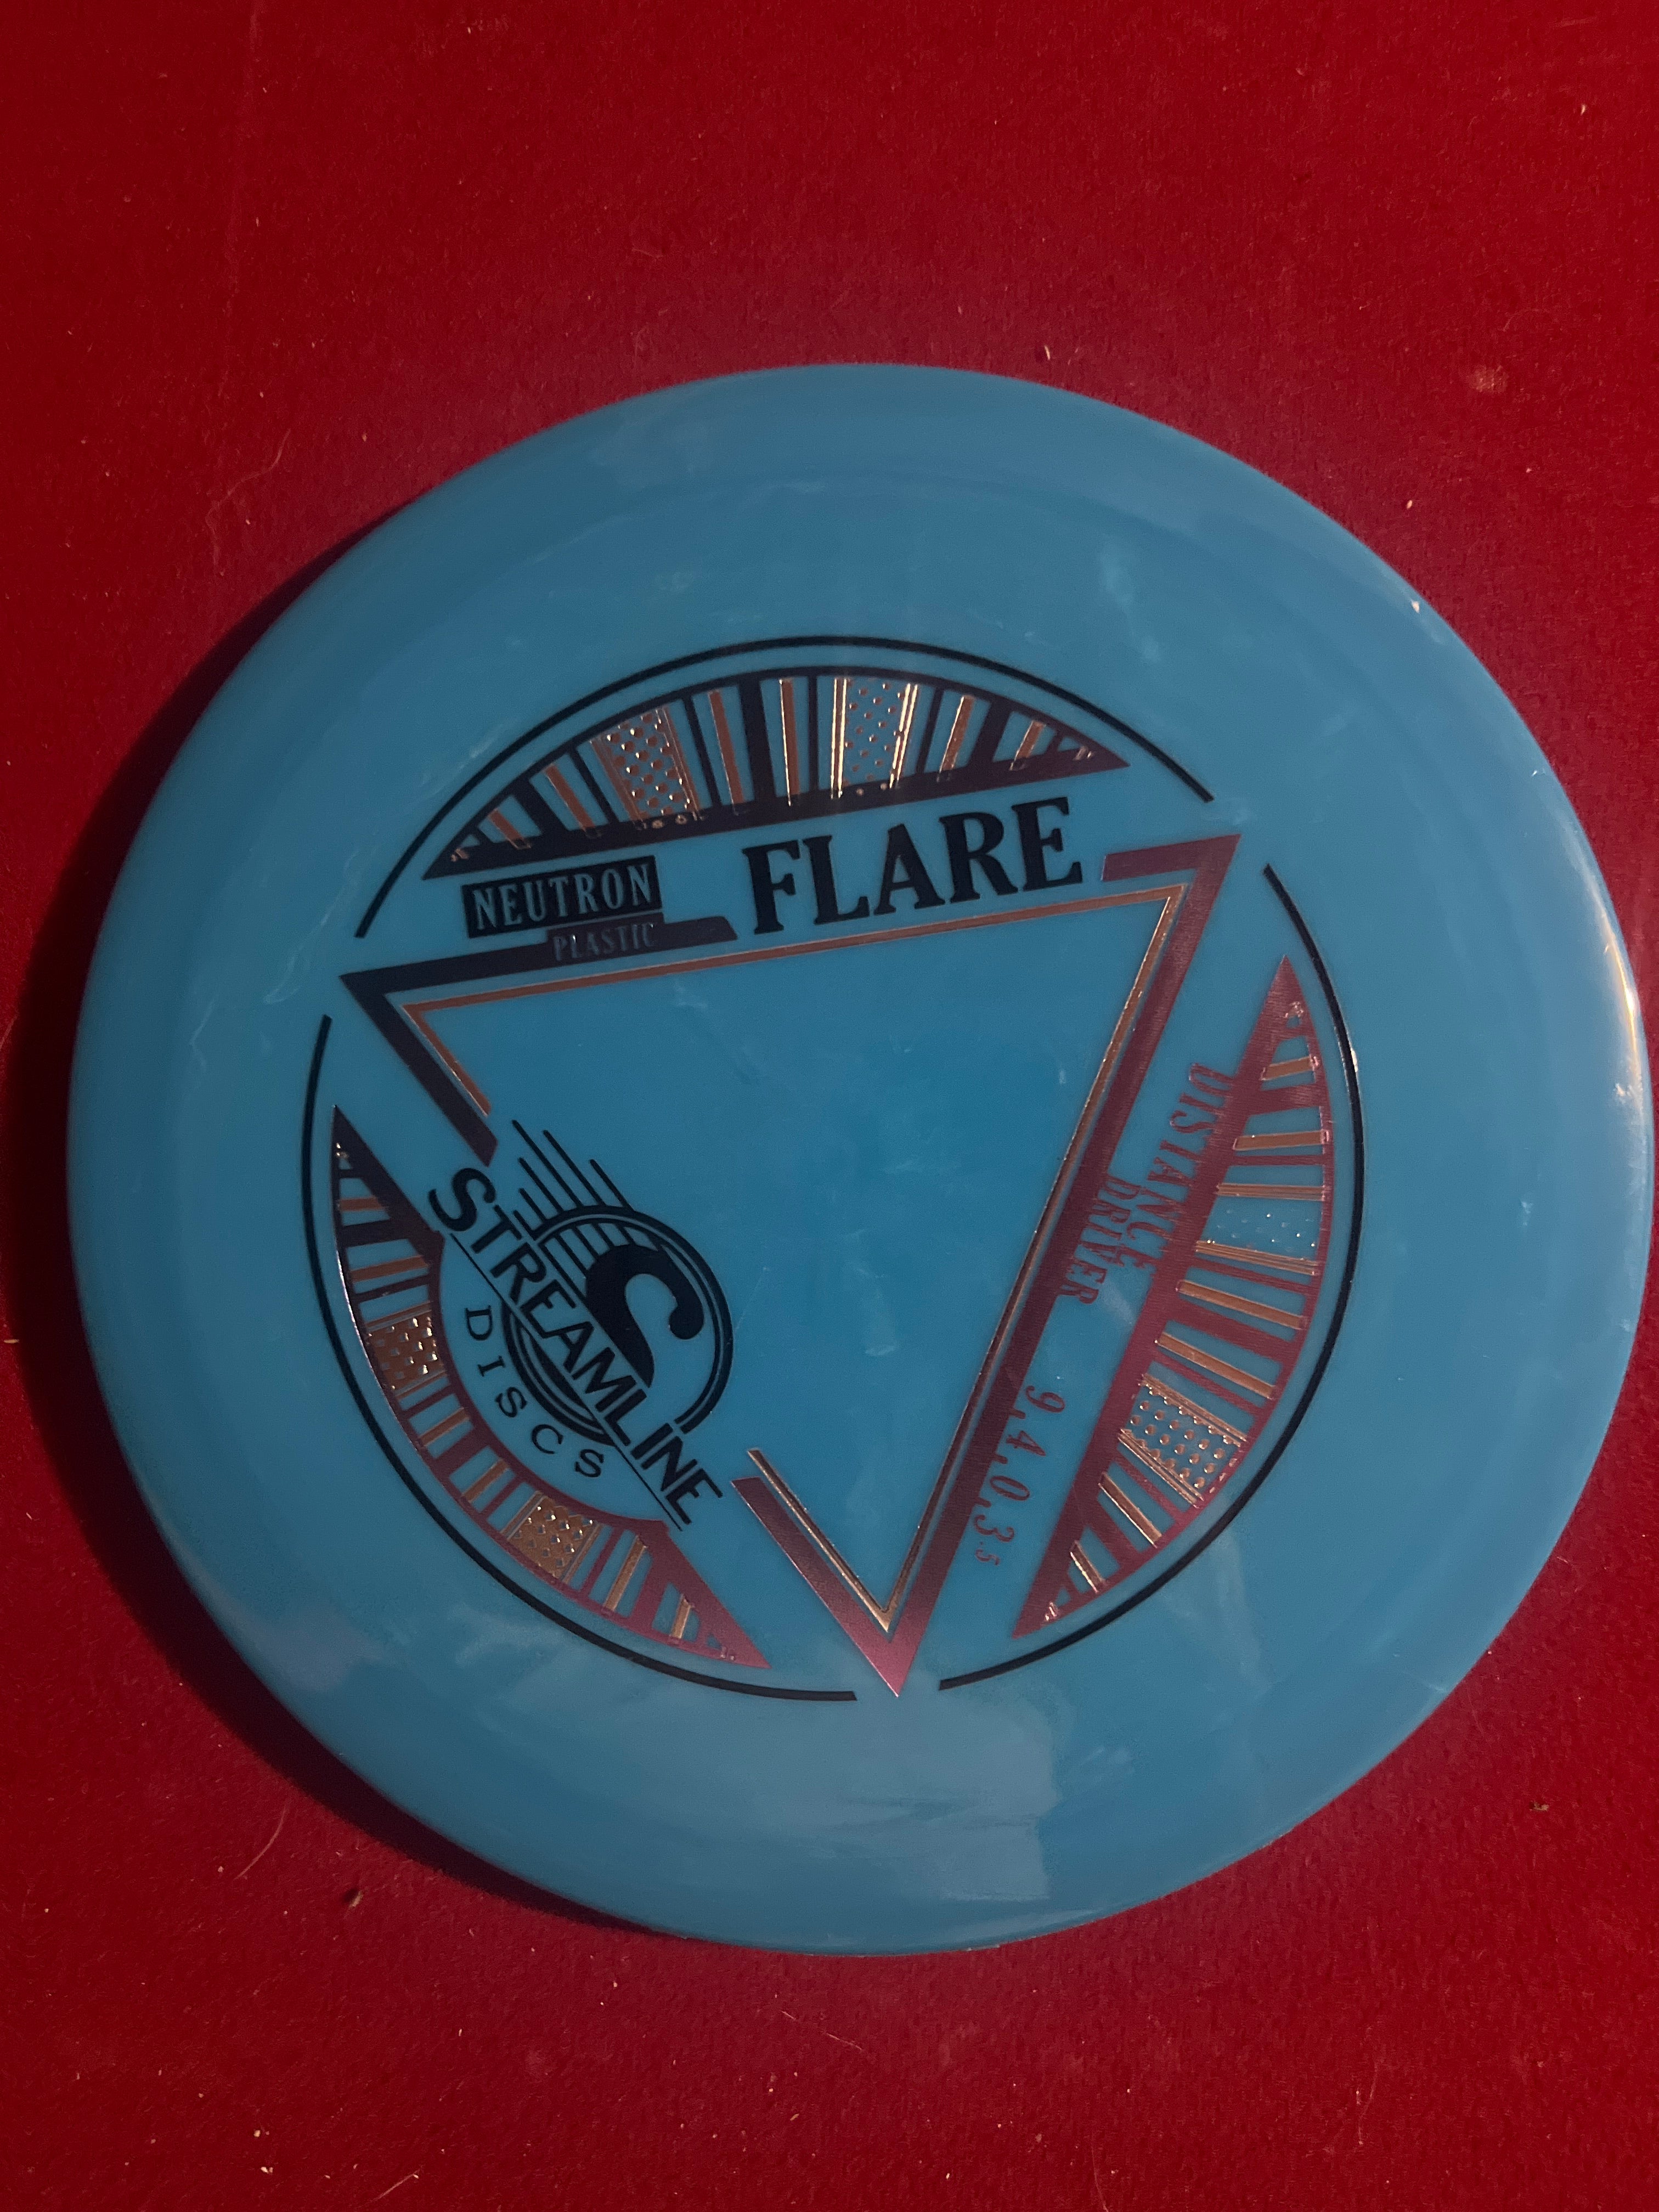 NEUTRON
PLASTIC
FLARE
DISTANCE
DRIVER
9, 4, 0, 3.5
STREAMLINE
DISCS